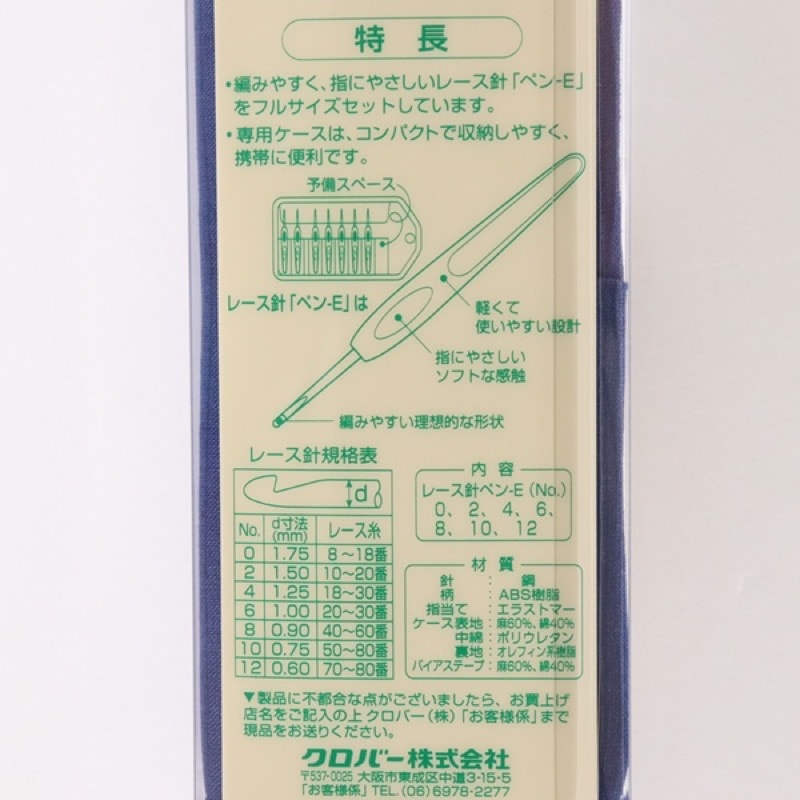 特長
・編みやすく、指にやさしいレース針「ペン-E」
をフルサイズセットしています。
・専用ケースは、コンパクトで収納しやすく、
携帯に便利です。
予備スペース
レース針「ペン-E」は
軽くて
使いやすい設計
指にやさしい
ソフトな感触
編みやすい理想的な形状
レース針規格表
d
No. d寸法(mm) レース糸
0 1.75 8〜18番
2 1.50 10〜20番
4 1.25 18〜30番
6 1.00 20〜30番
8 0.90 40〜60番
10 0.75 50〜80番
12 0.60 70〜80番
内容
レース針ペン-E (No.)
0、2、4、6、
8、10、12
材質
針：鋼
柄：ABS樹脂
指当て：エラストマー
ケース表地：麻60%、綿40%
中綿：ポリウレタン
裏地：オレフィン系樹脂
バイアステープ：麻60%、綿40%
▼製品に不都合な点がございましたら、お買上げ
店名をご記入の上クロバー(株)「お客様係」まで
現品をお送りください。
クロバー株式会社
〒537-0025 大阪市東成区中道3-15-5
「お客様係」TEL.(06)6978-2277